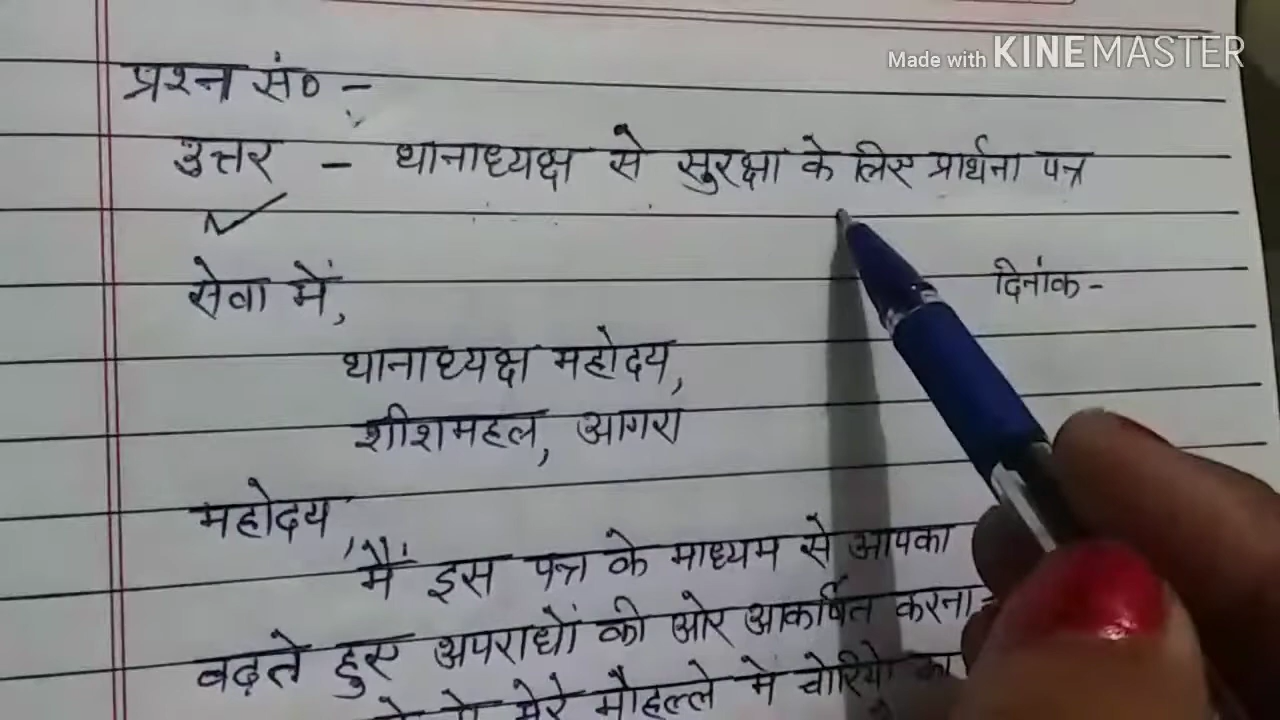 Made with KINEMASTER
प्रश्न सं० -
उत्तर - थानाध्यक्ष से सुरक्षा के लिए प्रार्थना पत्र
सेवा में,
दिनांक -
थानाध्यक्ष महोदय,
शीशमहल, आगरा
महोदय,
मैं इस पत्र के माध्यम से आपका
बढ़ते हुए अपराधों की ओर आकर्षित करना
मेरे मौहल्ले में चोरियो का